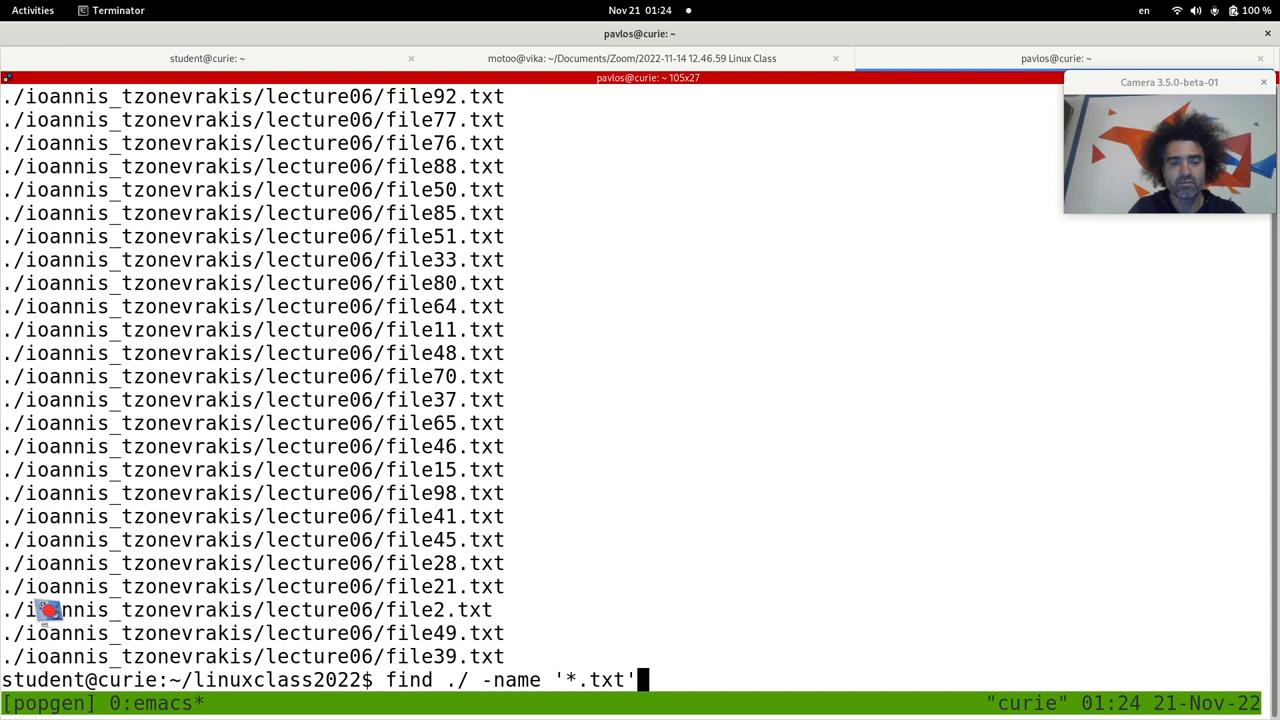 Activities Terminator Nov 21 01:24 en 100 %
pavlos@curie: ~
student@curie: ~ motoo@vika: ~/Documents/Zoom/2022-11-14 12.46.59 Linux Class pavlos@curie: ~
pavlos@curie: ~ 105x27
Camera 3.5.0-beta-01
./ioannis_tzonevrakis/lecture06/file92.txt
./ioannis_tzonevrakis/lecture06/file77.txt
./ioannis_tzonevrakis/lecture06/file76.txt
./ioannis_tzonevrakis/lecture06/file88.txt
./ioannis_tzonevrakis/lecture06/file50.txt
./ioannis_tzonevrakis/lecture06/file85.txt
./ioannis_tzonevrakis/lecture06/file51.txt
./ioannis_tzonevrakis/lecture06/file33.txt
./ioannis_tzonevrakis/lecture06/file80.txt
./ioannis_tzonevrakis/lecture06/file64.txt
./ioannis_tzonevrakis/lecture06/file11.txt
./ioannis_tzonevrakis/lecture06/file48.txt
./ioannis_tzonevrakis/lecture06/file70.txt
./ioannis_tzonevrakis/lecture06/file37.txt
./ioannis_tzonevrakis/lecture06/file65.txt
./ioannis_tzonevrakis/lecture06/file46.txt
./ioannis_tzonevrakis/lecture06/file15.txt
./ioannis_tzonevrakis/lecture06/file98.txt
./ioannis_tzonevrakis/lecture06/file41.txt
./ioannis_tzonevrakis/lecture06/file45.txt
./ioannis_tzonevrakis/lecture06/file28.txt
./ioannis_tzonevrakis/lecture06/file21.txt
./ioannis_tzonevrakis/lecture06/file2.txt
./ioannis_tzonevrakis/lecture06/file49.txt
./ioannis_tzonevrakis/lecture06/file39.txt
student@curie:~/linuxclass2022$ find ./ -name '*.txt'
[popgen] 0:emacs* "curie" 01:24 21-Nov-22